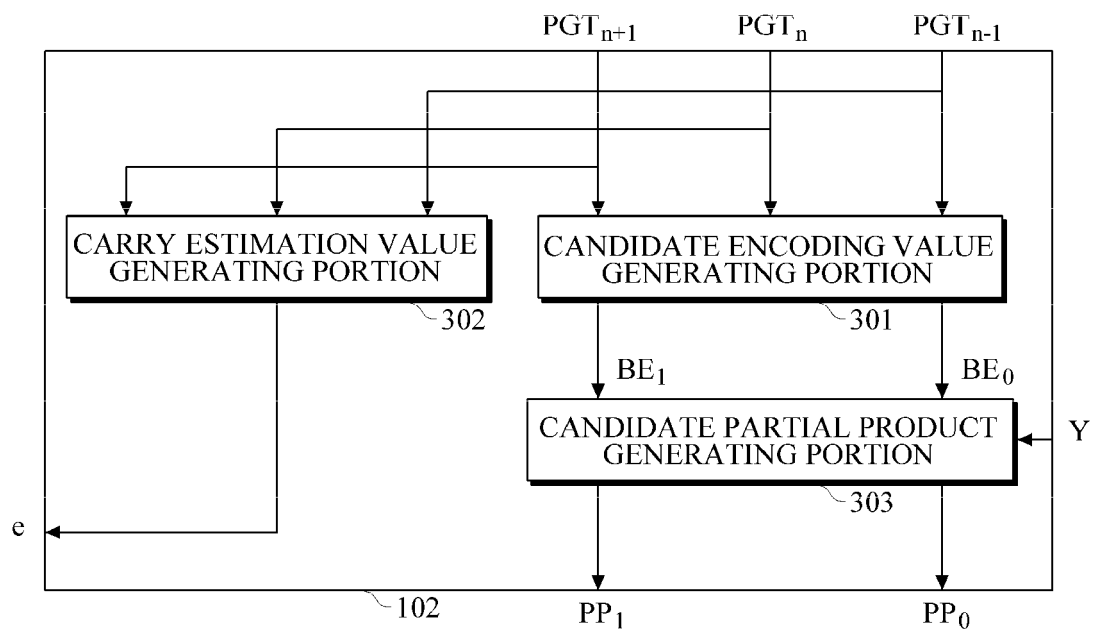 PGTn+1 PGTn PGTn-1
CARRY ESTIMATION VALUE
GENERATING PORTION
302
CANDIDATE ENCODING VALUE
GENERATING PORTION
301
BE1 BE0
CANDIDATE PARTIAL PRODUCT
GENERATING PORTION
Y
303
e
102
PP1 PP0